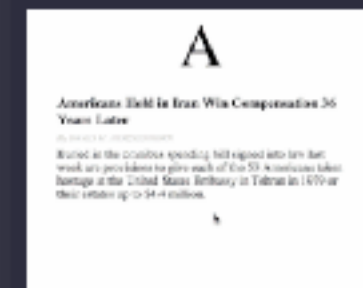 A
Americans Held in Iran Win Compensation 36
Years Later
Buried in the omnibus spending bill signed into law last
week are provisions to give each of the 53 Americans taken
hostage at the United States Embassy in Tehran in 1979 or
their estates up to $4.4 million.